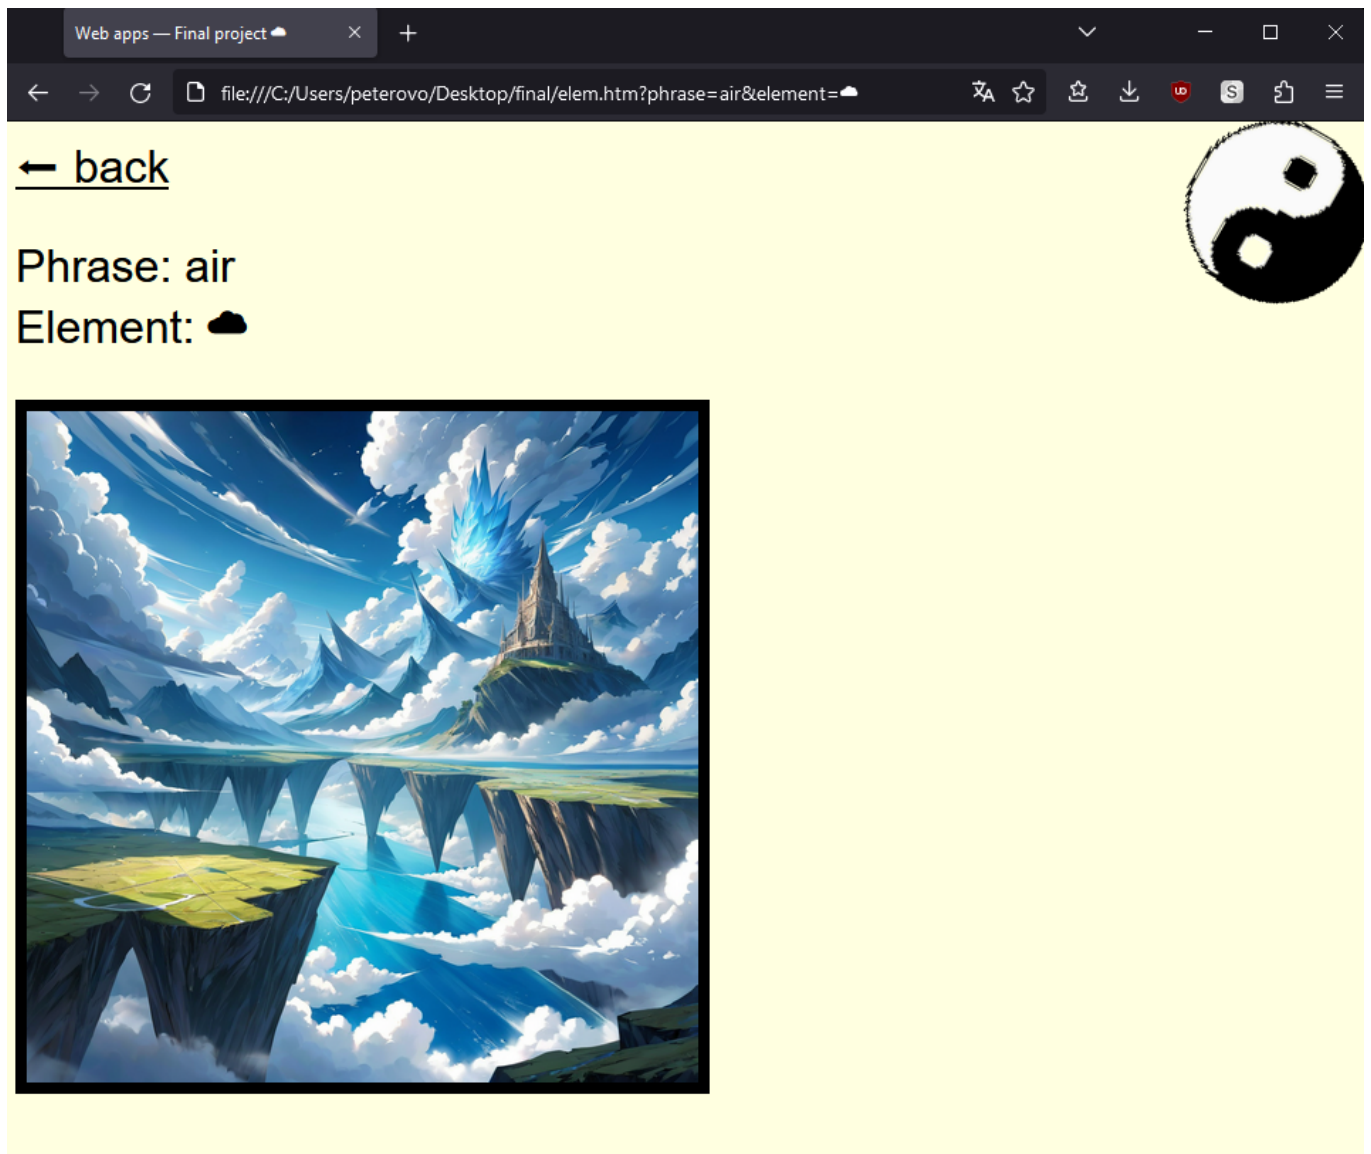 Web apps — Final project ☁
file:///C:/Users/peterovo/Desktop/final/elem.htm?phrase=air&element=☁
S
← back
Phrase: air
Element: ☁